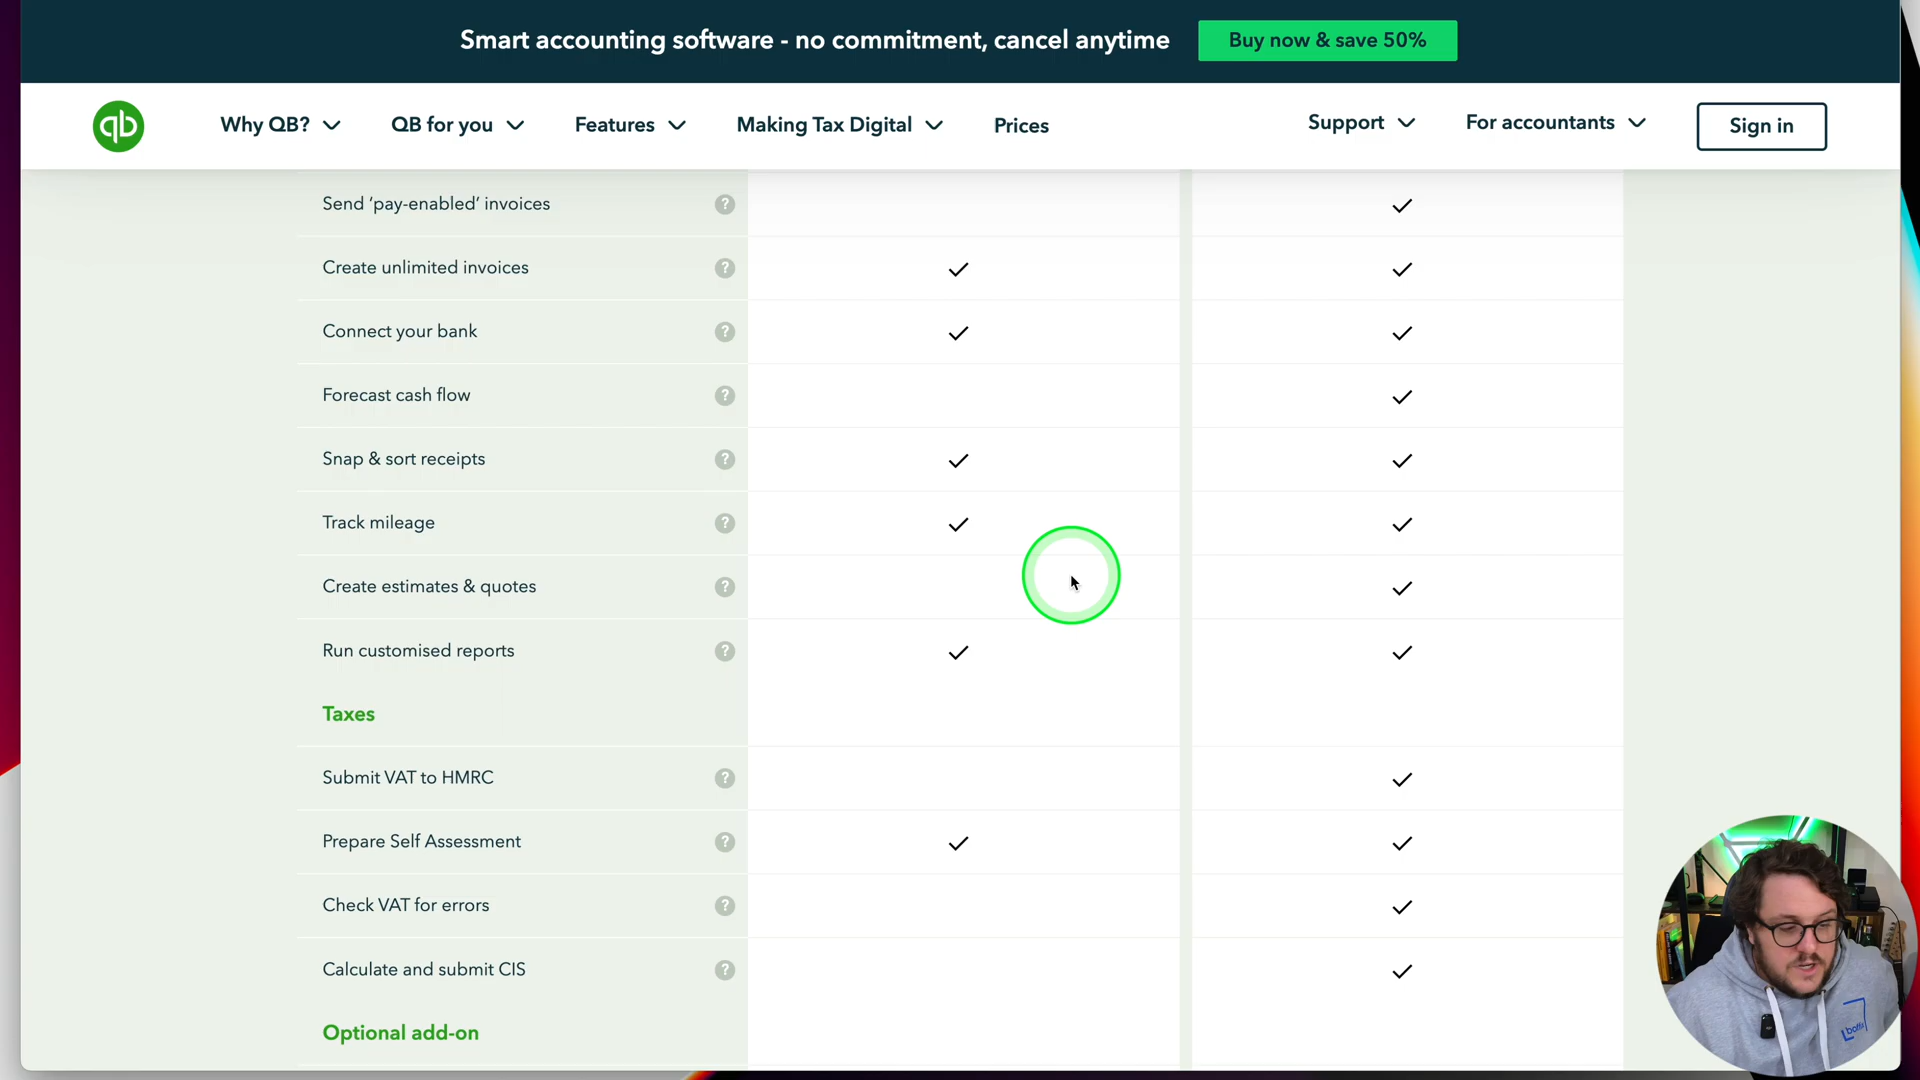 Smart accounting software - no commitment, cancel anytime
Buy now & save 50%
qb
Why QB?
QB for you
Features
Making Tax Digital
Prices
Support
For accountants
Sign in
Send ‘pay-enabled’ invoices
?
Create unlimited invoices
?
Connect your bank
?
Forecast cash flow
?
Snap & sort receipts
?
Track mileage
?
Create estimates & quotes
?
Run customised reports
?
Taxes
Submit VAT to HMRC
?
Prepare Self Assessment
?
Check VAT for errors
?
Calculate and submit CIS
?
Optional add-on